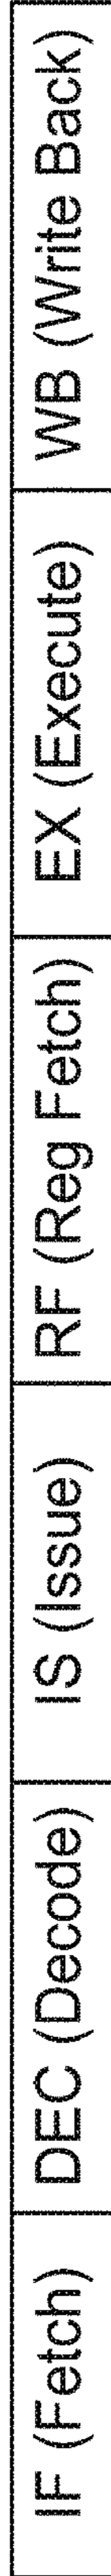 IF (Fetch)
DEC (Decode)
IS (Issue)
RF (Reg Fetch)
EX (Execute)
WB (Write Back)